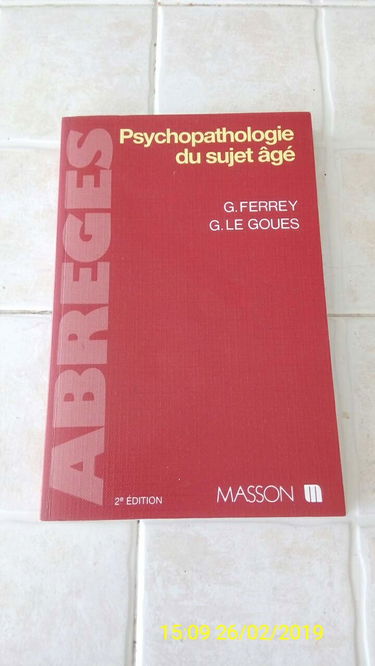 ABREGES
Psychopathologie
du sujet âgé
G. FERREY
G. LE GOUES
2e ÉDITION
MASSON m
15:09 26/02/2019